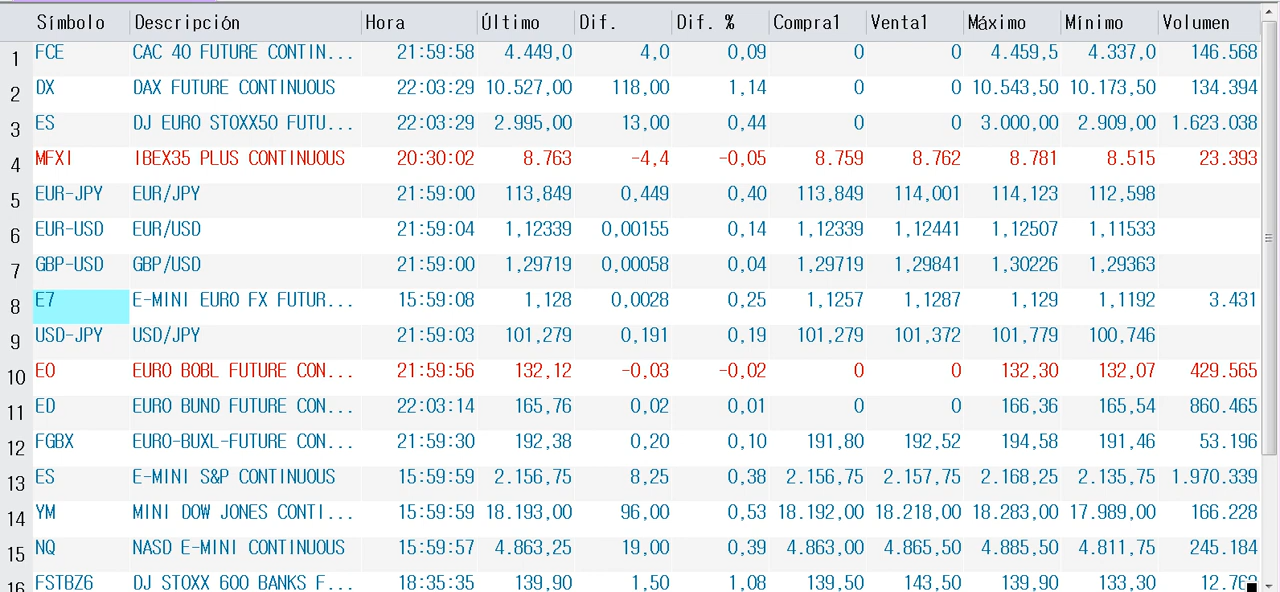 Símbolo Descripción Hora Último Dif. Dif. % Compra1 Venta1 Máximo Mínimo Volumen
1 FCE CAC 40 FUTURE CONTIN... 21:59:58 4.449,0 4,0 0,09 0 0 4.459,5 4.337,0 146.568
2 DX DAX FUTURE CONTINUOUS 22:03:29 10.527,00 118,00 1,14 0 0 10.543,50 10.173,50 134.394
3 ES DJ EURO STOXX50 FUTU... 22:03:29 2.995,00 13,00 0,44 0 0 3.000,00 2.909,00 1.623.038
4 MFXI IBEX35 PLUS CONTINUOUS 20:30:02 8.763 -4,4 -0,05 8.759 8.762 8.781 8.515 23.393
5 EUR-JPY EUR/JPY 21:59:00 113,849 0,449 0,40 113,849 114,001 114,123 112,598
6 EUR-USD EUR/USD 21:59:04 1,12339 0,00155 0,14 1,12339 1,12441 1,12507 1,11533
7 GBP-USD GBP/USD 21:59:00 1,29719 0,00058 0,04 1,29719 1,29841 1,30226 1,29363
8 E7 E-MINI EURO FX FUTUR... 15:59:08 1,128 0,0028 0,25 1,1257 1,1287 1,129 1,1192 3.431
9 USD-JPY USD/JPY 21:59:03 101,279 0,191 0,19 101,279 101,372 101,779 100,746
10 EO EURO BOBL FUTURE CON... 21:59:56 132,12 -0,03 -0,02 0 0 132,30 132,07 429.565
11 ED EURO BUND FUTURE CON... 22:03:14 165,76 0,02 0,01 0 0 166,36 165,54 860.465
12 FGBX EURO-BUXL-FUTURE CON... 21:59:30 192,38 0,20 0,10 191,80 192,52 194,58 191,46 53.196
13 ES E-MINI S&P CONTINUOUS 15:59:59 2.156,75 8,25 0,38 2.156,75 2.157,75 2.168,25 2.135,75 1.970.339
14 YM MINI DOW JONES CONTI... 15:59:59 18.193,00 96,00 0,53 18.192,00 18.218,00 18.283,00 17.989,00 166.228
15 NQ NASD E-MINI CONTINUOUS 15:59:57 4.863,25 19,00 0,39 4.863,00 4.865,50 4.885,50 4.811,75 245.184
16 FSTBZ6 DJ STOXX 600 BANKS F... 18:35:35 139,90 1,50 1,08 139,50 143,50 139,90 133,30